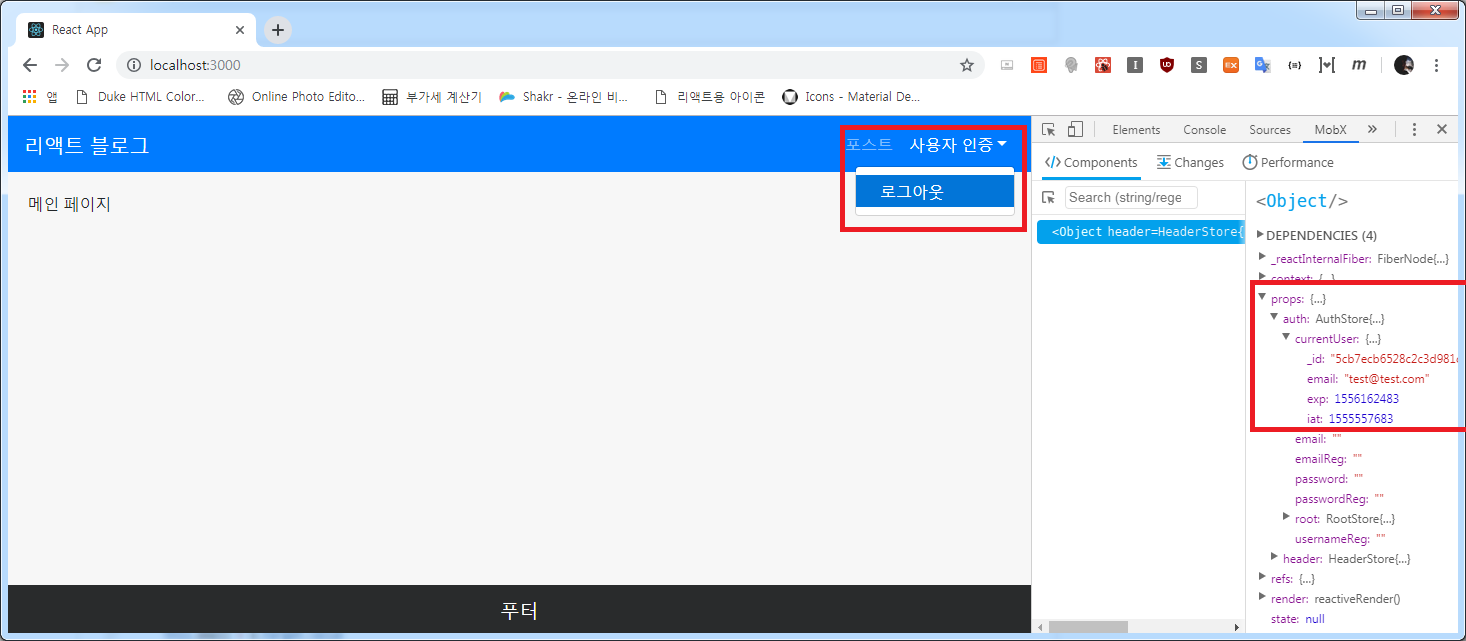 React App
localhost:3000
앱 Duke HTML Color... Online Photo Edito... 부가세 계산기 Shakr - 온라인 비... 리액트용 아이콘 Icons - Material De...
리액트 블로그 포스트 사용자 인증
로그아웃
메인 페이지
푸터
Elements Console Sources MobX »
Components Changes Performance
Search (string/rege
<Object header=HeaderStore{
<Object/>
DEPENDENCIES (4)
_reactInternalFiber: FiberNode{...}
context: {...}
props: {...}
auth: AuthStore{...}
currentUser: {...}
_id: "5cb7ecb6528c2c3d981
email: "test@test.com"
exp: 1556162483
iat: 1555557683
email: ""
emailReg: ""
password: ""
passwordReg: ""
root: RootStore{...}
usernameReg: ""
header: HeaderStore{...}
refs: {...}
render: reactiveRender()
state: null